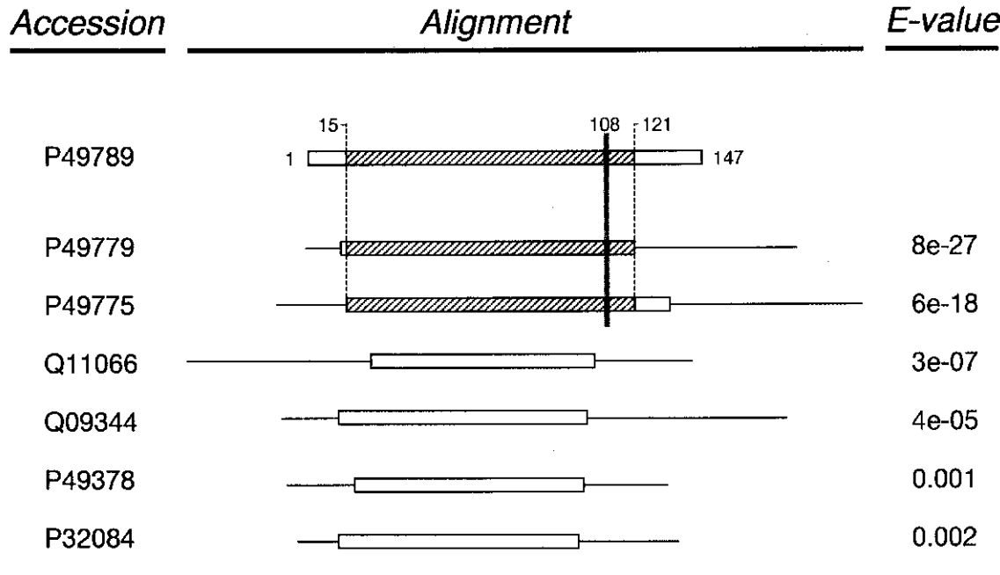 Accession Alignment E-value
15 108 121
P49789 1 147
P49779 8e-27
P49775 6e-18
Q11066 3e-07
Q09344 4e-05
P49378 0.001
P32084 0.002